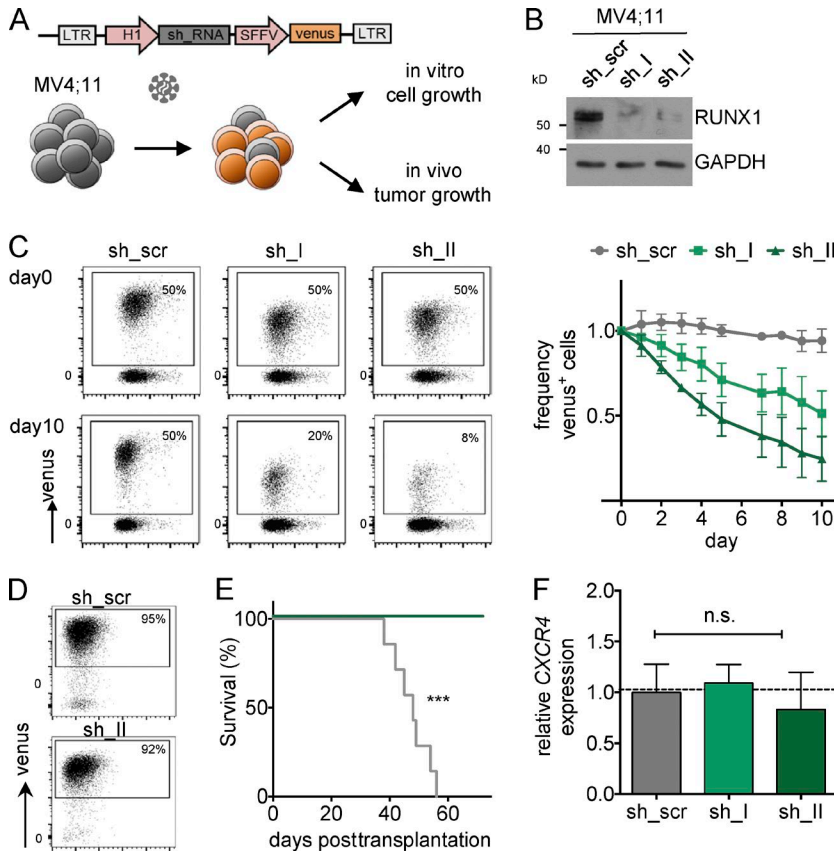 A
LTR H1 sh_RNA SFFV venus LTR
MV4;11
in vitro
cell growth
in vivo
tumor growth
B
MV4;11
sh_scr sh_I sh_II
kD
50
40
RUNX1
GAPDH
C
sh_scr sh_I sh_II
day0
50% 50% 50%
0 0 0
day10
50% 20% 8%
venus
0 0 0
sh_scr sh_I sh_II
1.0
0.5
frequency
venus+ cells
0 2 4 6 8 10
day
D
sh_scr
95%
0
sh_II
92%
0
venus
E
100
50
0
Survival (%)
***
0 20 40 60
days posttransplantation
F
2.0
1.5
1.0
0.5
0.0
relative CXCR4
expression
n.s.
sh_scr sh_I sh_II